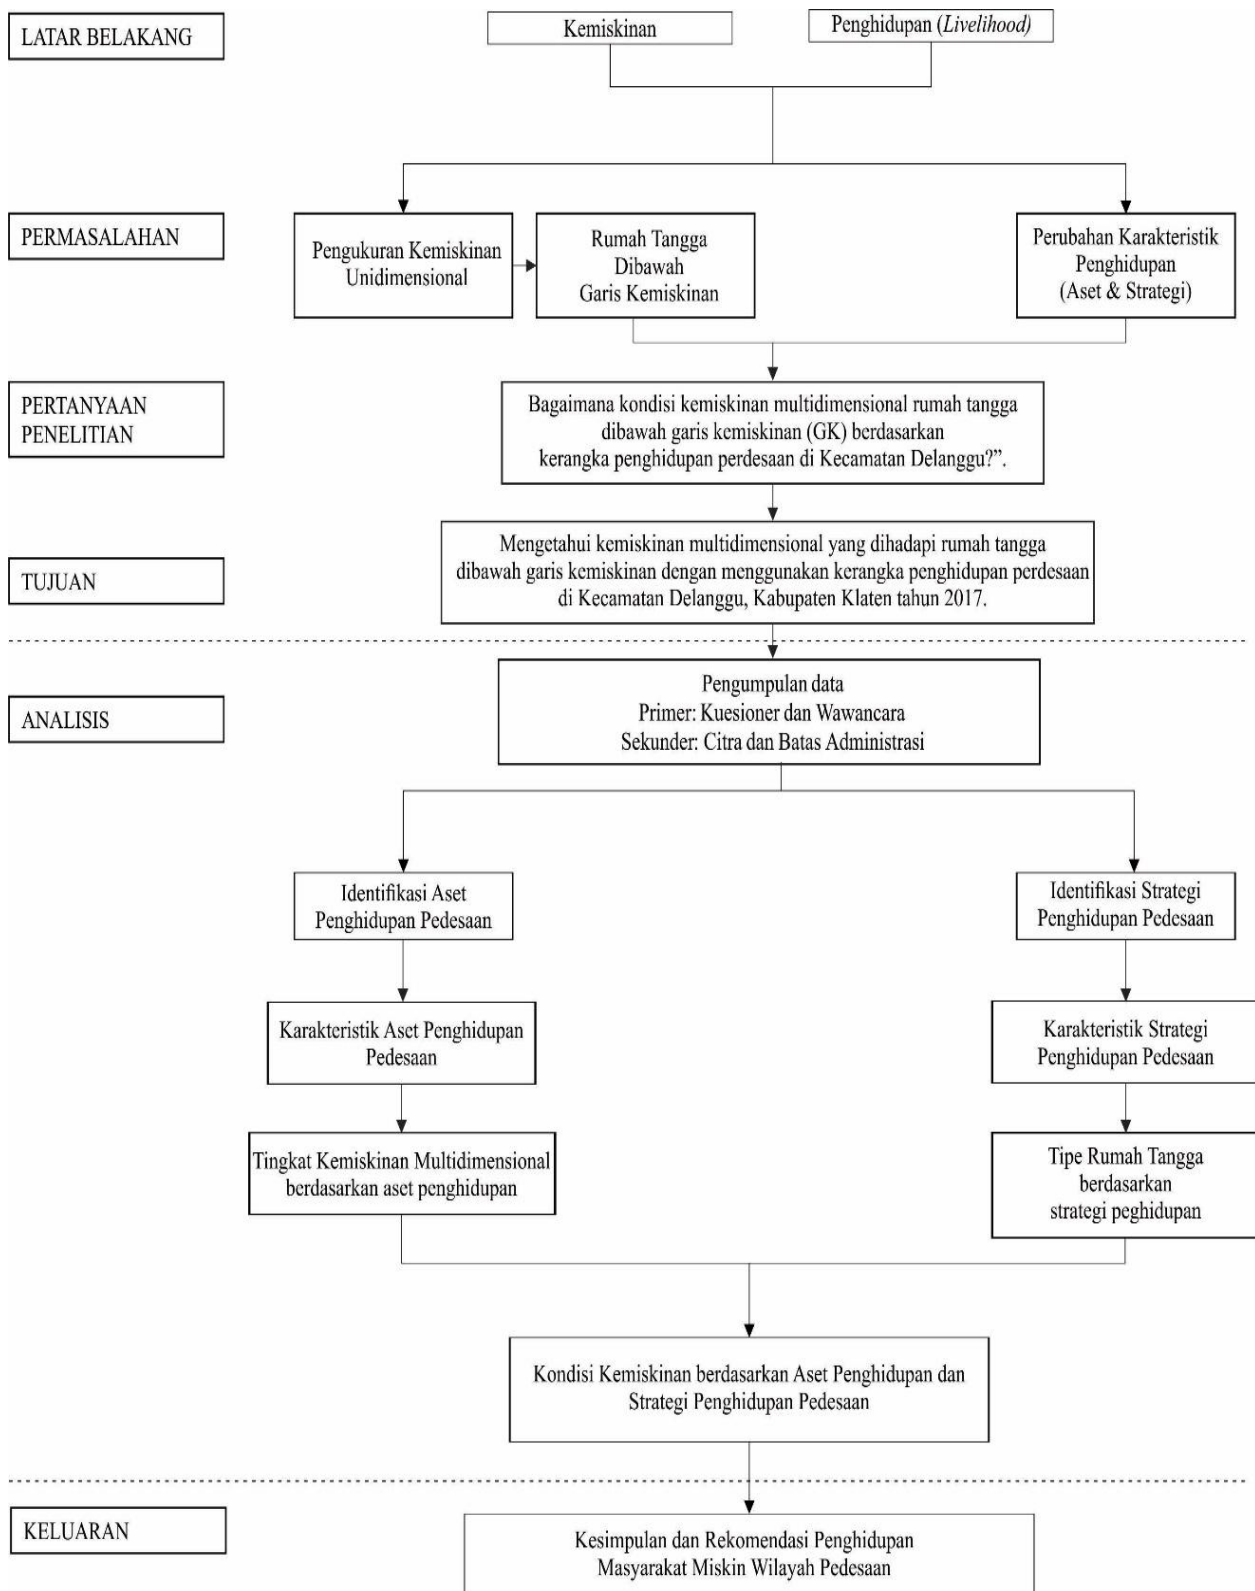 LATAR BELAKANG
Kemiskinan
Penghidupan (Livelihood)
PERMASALAHAN
Pengukuran Kemiskinan
Unidimensional
Rumah Tangga
Dibawah
Garis Kemiskinan
Perubahan Karakteristik
Penghidupan
(Aset & Strategi)
PERTANYAAN
PENELITIAN
Bagaimana kondisi kemiskinan multidimensional rumah tangga
dibawah garis kemiskinan (GK) berdasarkan
kerangka penghidupan perdesaan di Kecamatan Delanggu?”.
TUJUAN
Mengetahui kemiskinan multidimensional yang dihadapi rumah tangga
dibawah garis kemiskinan dengan menggunakan kerangka penghidupan perdesaan
di Kecamatan Delanggu, Kabupaten Klaten tahun 2017.
ANALISIS
Pengumpulan data
Primer: Kuesioner dan Wawancara
Sekunder: Citra dan Batas Administrasi
Identifikasi Aset
Penghidupan Pedesaan
Identifikasi Strategi
Penghidupan Pedesaan
Karakteristik Aset Penghidupan
Pedesaan
Karakteristik Strategi
Penghidupan Pedesaan
Tingkat Kemiskinan Multidimensional
berdasarkan aset penghidupan
Tipe Rumah Tangga
berdasarkan
strategi peghidupan
Kondisi Kemiskinan berdasarkan Aset Penghidupan dan
Strategi Penghidupan Pedesaan
KELUARAN
Kesimpulan dan Rekomendasi Penghidupan
Masyarakat Miskin Wilayah Pedesaan